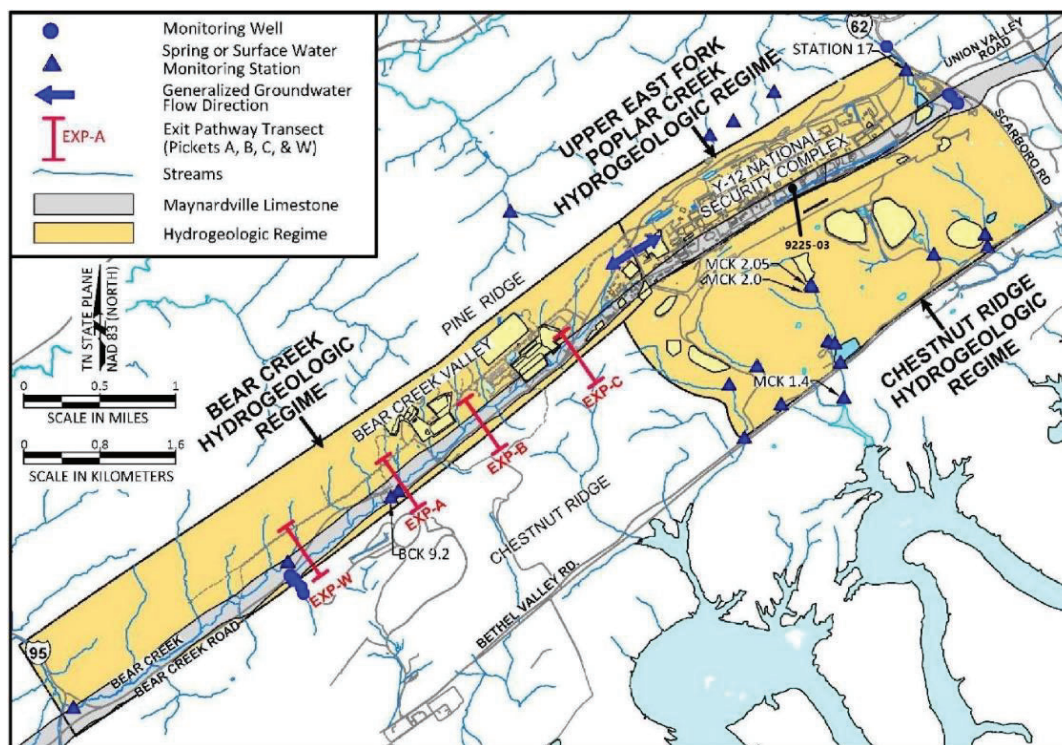 Monitoring Well
Spring or Surface Water
Monitoring Station
Generalized Groundwater
Flow Direction
EXP-A
Exit Pathway Transect
(Pickets A, B, C, & W)
Streams
Maynardville Limestone
Hydrogeologic Regime
TN STATE PLANE
NAD 83 (NORTH)
0 0.5 1
SCALE IN MILES
0 0.8 1.6
SCALE IN KILOMETERS
62
STATION 17
UNION VALLEY
ROAD
SCARBORO RD
UPPER EAST FORK
POPLAR CREEK
HYDROGEOLOGIC REGIME
Y-12 NATIONAL
SECURITY COMPLEX
9225-03
MCK 2.05
MCK 2.0
PINE RIDGE
BEAR CREEK
HYDROGEOLOGIC
REGIME
BEAR CREEK VALLEY
CHESTNUT RIDGE
HYDROGEOLOGIC
REGIME
MCK 1.4
EXP-C
EXP-B
EXP-A
EXP-W
BCK 9.2
CHESTNUT RIDGE
BETHEL VALLEY RD.
95
BEAR CREEK
BEAR CREEK ROAD